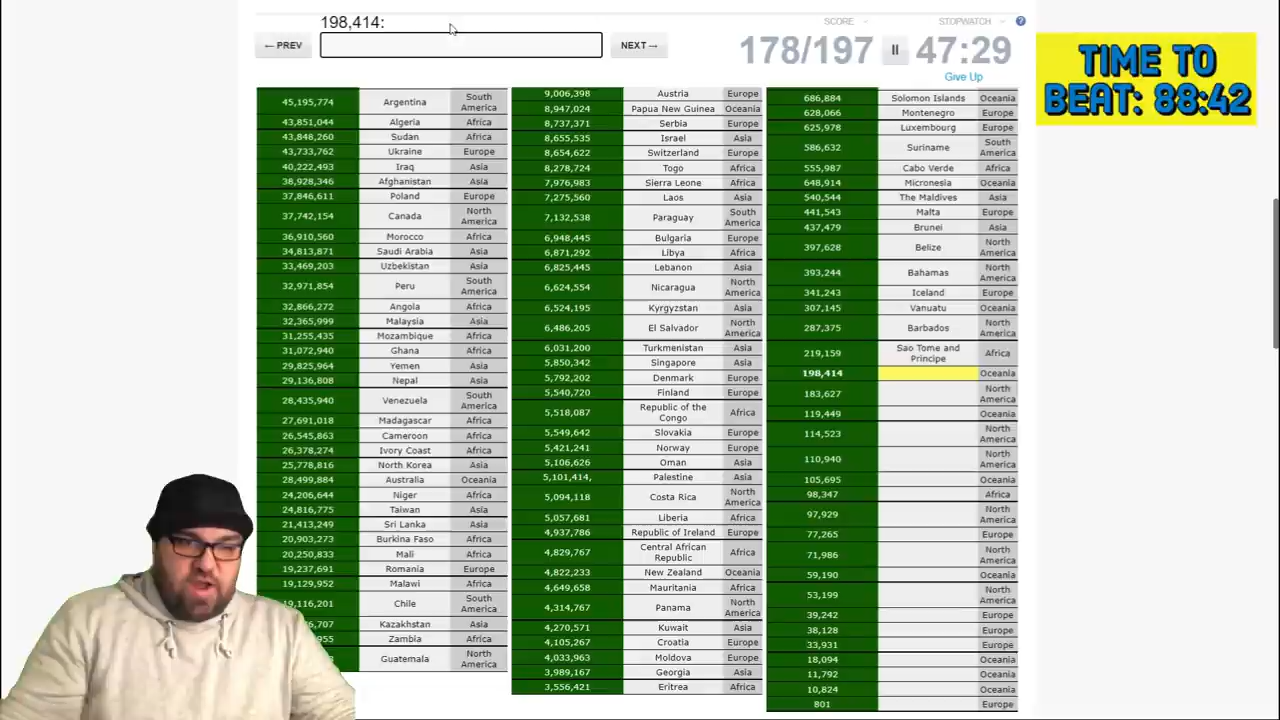 198,414:
← PREV
NEXT →
SCORE
178/197
STOPWATCH
47:29
Give Up
TIME TO
BEAT: 88:42
45,195,774 Argentina South America
43,851,044 Algeria Africa
43,848,260 Sudan Africa
43,733,762 Ukraine Europe
40,222,493 Iraq Asia
38,928,346 Afghanistan Asia
37,846,611 Poland Europe
37,742,154 Canada North America
36,910,560 Morocco Africa
34,813,871 Saudi Arabia Asia
33,469,203 Uzbekistan Asia
32,971,854 Peru South America
32,866,272 Angola Africa
32,365,999 Malaysia Asia
31,255,435 Mozambique Africa
31,072,940 Ghana Africa
29,825,964 Yemen Asia
29,136,808 Nepal Asia
28,435,940 Venezuela South America
27,691,018 Madagascar Africa
26,545,863 Cameroon Africa
26,378,274 Ivory Coast Africa
25,778,816 North Korea Asia
28,499,884 Australia Oceania
24,206,644 Niger Africa
24,816,775 Taiwan Asia
21,413,249 Sri Lanka Asia
20,903,273 Burkina Faso Africa
20,250,833 Mali Africa
19,237,691 Romania Europe
19,129,952 Malawi Africa
19,116,201 Chile South America
6,707 Kazakhstan Asia
955 Zambia Africa
Guatemala North America
9,006,398 Austria Europe
8,947,024 Papua New Guinea Oceania
8,737,371 Serbia Europe
8,655,535 Israel Asia
8,654,622 Switzerland Europe
8,278,724 Togo Africa
7,976,983 Sierra Leone Africa
7,275,560 Laos Asia
7,132,538 Paraguay South America
6,948,445 Bulgaria Europe
6,871,292 Libya Africa
6,825,445 Lebanon Asia
6,624,554 Nicaragua North America
6,524,195 Kyrgyzstan Asia
6,486,205 El Salvador North America
6,031,200 Turkmenistan Asia
5,850,342 Singapore Asia
5,792,202 Denmark Europe
5,540,720 Finland Europe
5,518,087 Republic of the Congo Africa
5,549,642 Slovakia Europe
5,421,241 Norway Europe
5,106,626 Oman Asia
5,101,414, Palestine Asia
5,094,118 Costa Rica North America
5,057,681 Liberia Africa
4,937,786 Republic of Ireland Europe
4,829,767 Central African Republic Africa
4,822,233 New Zealand Oceania
4,649,658 Mauritania Africa
4,314,767 Panama North America
4,270,571 Kuwait Asia
4,105,267 Croatia Europe
4,033,963 Moldova Europe
3,989,167 Georgia Asia
3,556,421 Eritrea Africa
686,884 Solomon Islands Oceania
628,066 Montenegro Europe
625,978 Luxembourg Europe
586,632 Suriname South America
555,987 Cabo Verde Africa
648,914 Micronesia Oceania
540,544 The Maldives Asia
441,543 Malta Europe
437,479 Brunei Asia
397,628 Belize North America
393,244 Bahamas North America
341,243 Iceland Europe
307,145 Vanuatu Oceania
287,375 Barbados North America
219,159 Sao Tome and Principe Africa
198,414 Oceania
183,627 North America
119,449 Oceania
114,523 North America
110,940 North America
105,695 Oceania
98,347 Africa
97,929 North America
77,265 Europe
71,986 North America
59,190 Oceania
53,199 North America
39,242 Europe
38,128 Europe
33,931 Europe
18,094 Oceania
11,792 Oceania
10,824 Oceania
801 Europe